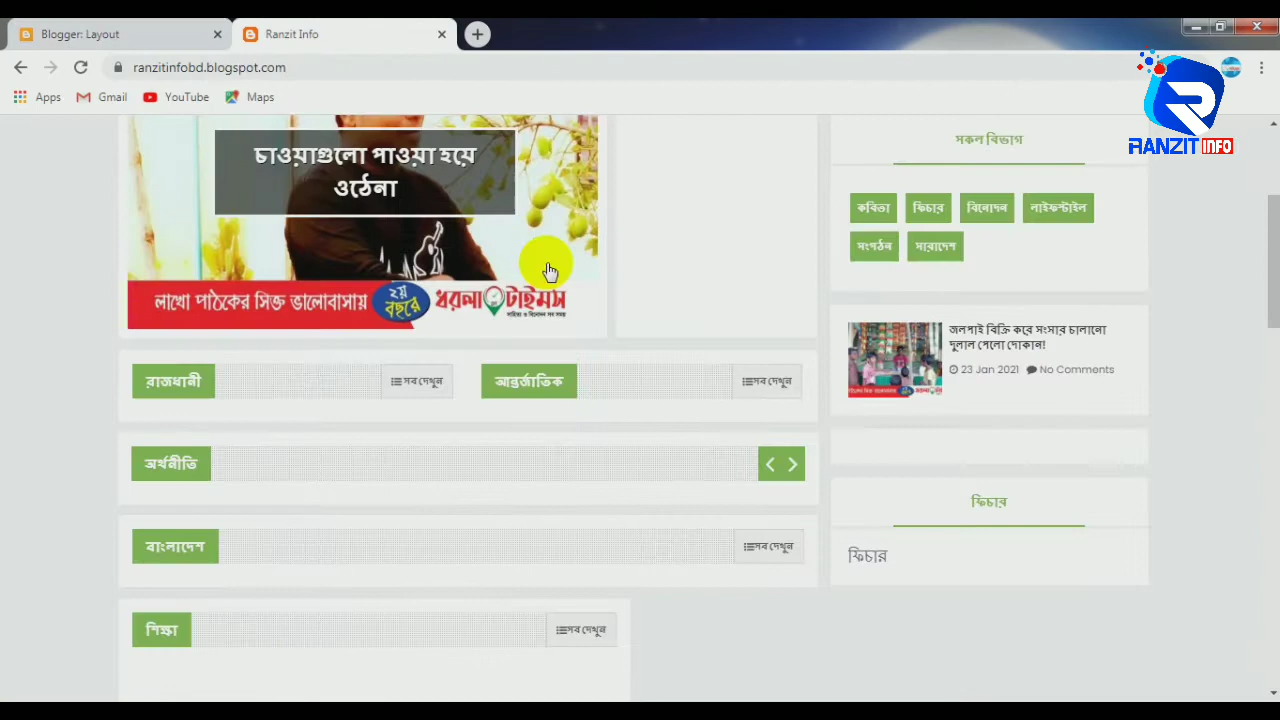 Blogger: Layout
Ranzit Info
ranzitinfobd.blogspot.com
Apps
Gmail
YouTube
Maps
RANZIT INFO
চাওয়াগুলো পাওয়া হয়ে
ওঠেনা
লাখো পাঠকের সিক্ত ভালোবাসায়
২য়
বছরে
ধরলা টাইমস
সকল বিভাগ
কবিতা
ফিচার
বিনোদন
লাইফস্টাইল
সংগঠন
সারাদেশ
জলপাই বিক্রি করে সংসার চালানো
দুলাল পেলো দোকান!
23 Jan 2021
No Comments
রাজধানী
সব দেখুন
আন্তর্জাতিক
সব দেখুন
অর্থনীতি
বাংলাদেশ
সব দেখুন
ফিচার
ফিচার
শিক্ষা
সব দেখুন